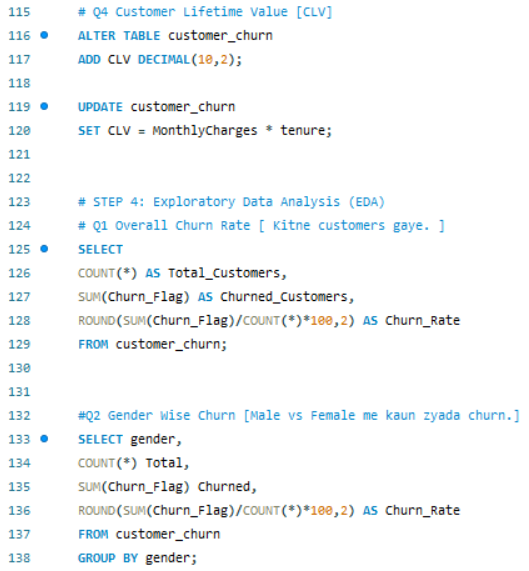 115 # Q4 Customer Lifetime Value [CLV]
116 ALTER TABLE customer_churn
117 ADD CLV DECIMAL(10,2);
118
119 UPDATE customer_churn
120 SET CLV = MonthlyCharges * tenure;
121
122
123 # STEP 4: Exploratory Data Analysis (EDA)
124 # Q1 Overall Churn Rate [ Kitne customers gaye. ]
125 SELECT
126 COUNT(*) AS Total_Customers,
127 SUM(Churn_Flag) AS Churned_Customers,
128 ROUND(SUM(Churn_Flag)/COUNT(*)*100,2) AS Churn_Rate
129 FROM customer_churn;
130
131
132 #Q2 Gender Wise Churn [Male vs Female me kaun zyada churn.]
133 SELECT gender,
134 COUNT(*) Total,
135 SUM(Churn_Flag) Churned,
136 ROUND(SUM(Churn_Flag)/COUNT(*)*100,2) AS Churn_Rate
137 FROM customer_churn
138 GROUP BY gender;